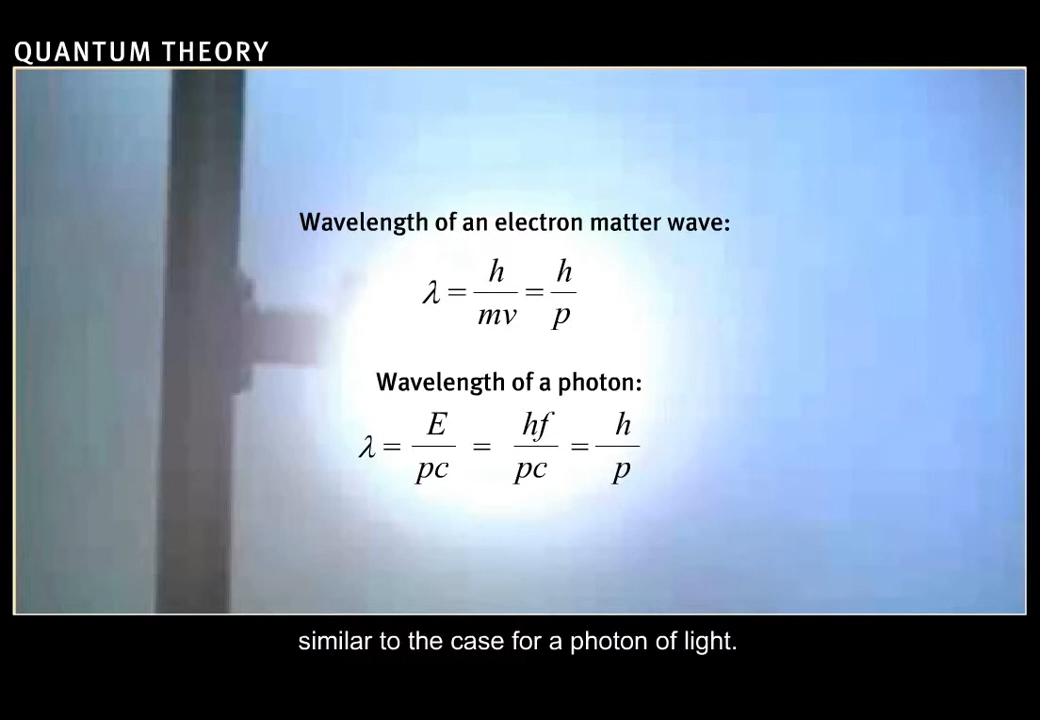 QUANTUM THEORY
Wavelength of an electron matter wave:
λ = h/mv = h/p
Wavelength of a photon:
λ = E/pc = hf/pc = h/p
similar to the case for a photon of light.